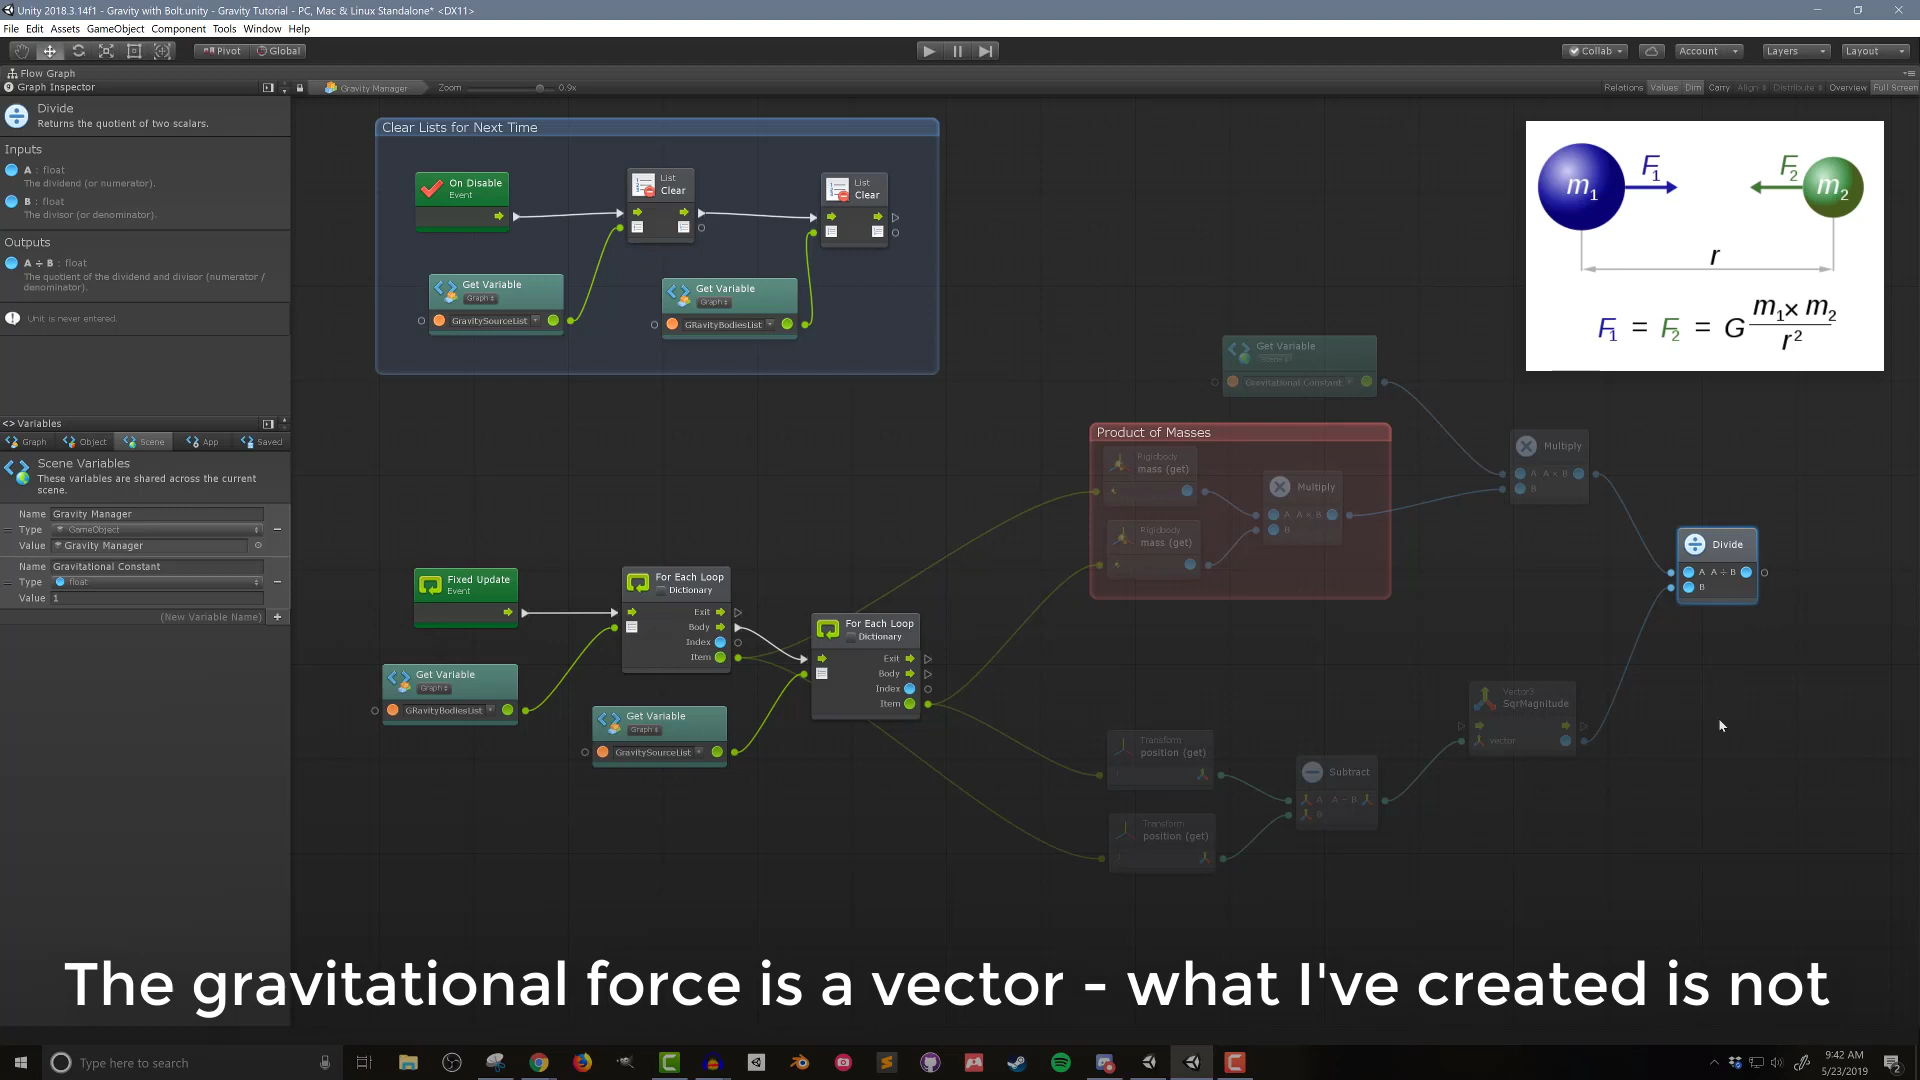 Unity 2018.3.14f1 - Gravity with Bolt.unity - Gravity Tutorial - PC, Mac & Linux Standalone* <DX11>
File Edit Assets GameObject Component Tools Window Help
Pivot Global
Collab Account Layers Layout
Flow Graph
Graph Inspector
Gravity Manager Zoom 0.9x
Relations Values Dim Carry Align Distribute Overview Full Screen
Divide
Returns the quotient of two scalars.
Inputs
A : float
The dividend (or numerator).
B : float
The divisor (or denominator).
Outputs
A ÷ B : float
The quotient of the dividend and divisor (numerator /
denominator).
Unit is never entered.
<> Variables
Graph Object Scene App Saved
Scene Variables
These variables are shared across the current
scene.
Name Gravity Manager
Type GameObject
Value Gravity Manager
Name Gravitational Constant
Type float
Value 1
(New Variable Name)
Clear Lists for Next Time
On Disable
Event
List
Clear
List
Clear
Get Variable
Graph
GravitySourceList
Get Variable
Graph
GRavityBodiesList
Fixed Update
Event
For Each Loop
Dictionary
Exit
Body
Index
Item
For Each Loop
Dictionary
Exit
Body
Index
Item
Get Variable
Graph
GRavityBodiesList
Get Variable
Graph
GravitySourceList
Get Variable
Scene
Gravitational Constant
Product of Masses
Rigidbody
mass (get)
Multiply
A A × B
B
Rigidbody
mass (get)
Multiply
A A × B
B
Divide
A A ÷ B
B
Vector3
SqrMagnitude
vector
Transform
position (get)
Subtract
A A − B
B
Transform
position (get)
m1 F1 F2 m2
r
F1 = F2 = G m1 × m2
r2
The gravitational force is a vector - what I've created is not
Type here to search
9:42 AM
5/23/2019
2